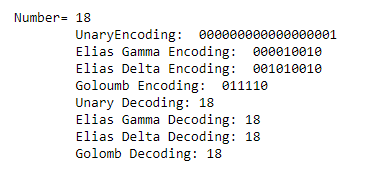 Number= 18
UnaryEncoding: 000000000000000001
Elias Gamma Encoding: 000010010
Elias Delta Encoding: 001010010
Goloumb Encoding: 011110
Unary Decoding: 18
Elias Gamma Decoding: 18
Elias Delta Decoding: 18
Golomb Decoding: 18